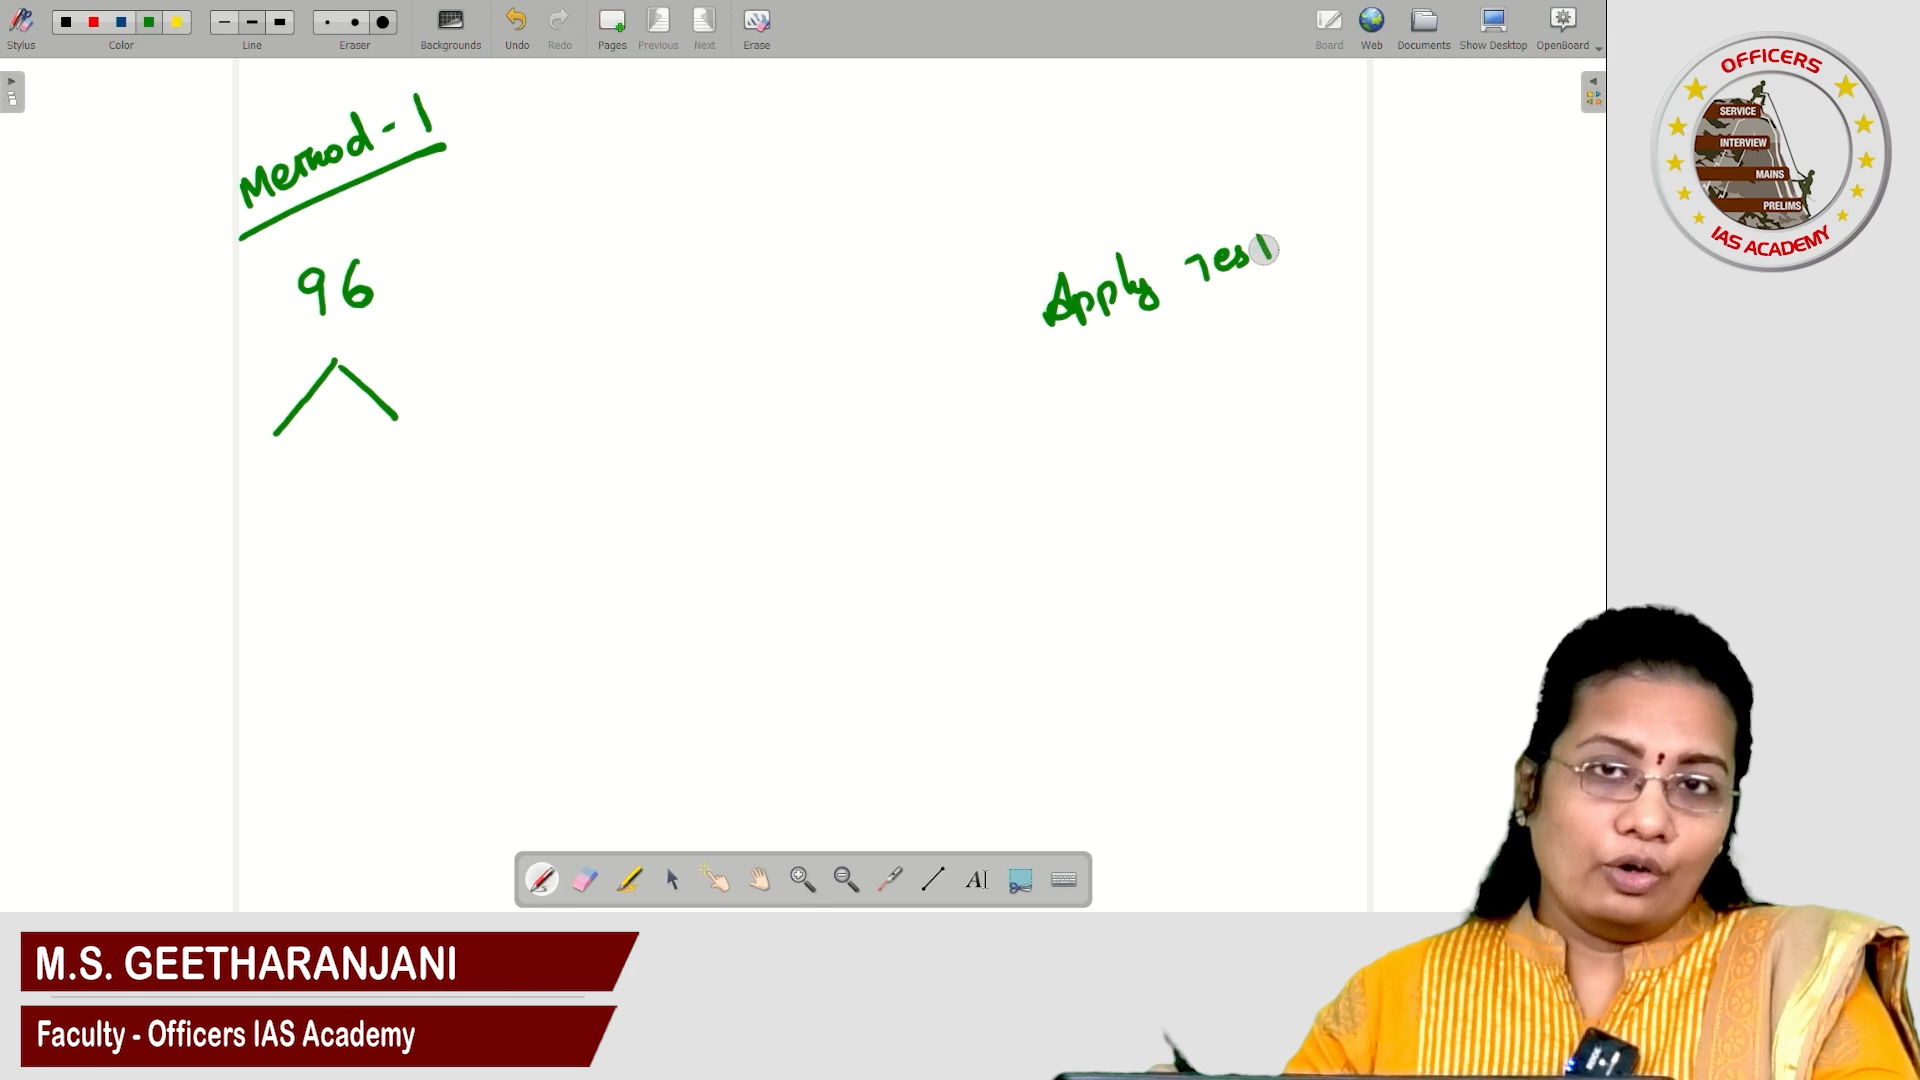 Stylus
Color
Line
Eraser
Backgrounds
Undo
Redo
Pages
Previous
Next
Erase
Board
Web
Documents
Show Desktop
OpenBoard
Method - 1
96
Apply test
OFFICERS
SERVICE
INTERVIEW
MAINS
PRELIMS
IAS ACADEMY
AI
M.S. GEETHARANJANI
Faculty - Officers IAS Academy